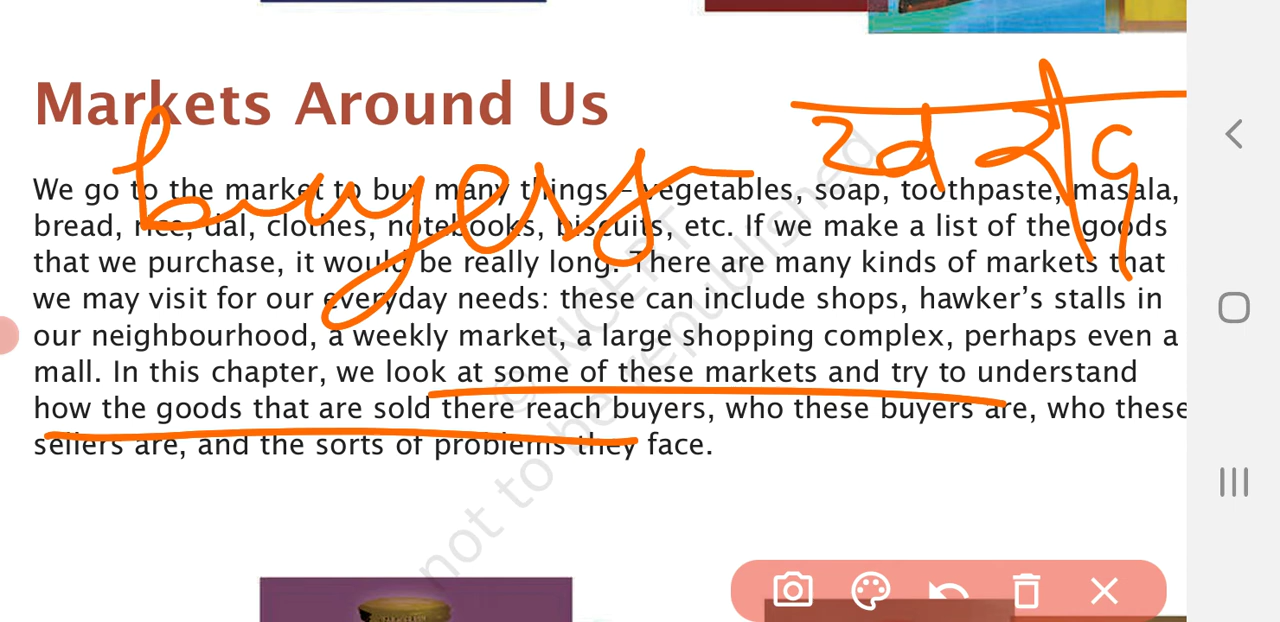 Markets Around Us
buyers
We go to the market to buy many things – vegetables, soap, toothpaste, masala,
bread, rice, dal, clothes, notebooks, biscuits, etc. If we make a list of the goods
that we purchase, it would be really long. There are many kinds of markets that
we may visit for our everyday needs: these can include shops, hawker's stalls in
our neighbourhood, a weekly market, a large shopping complex, perhaps even a
mall. In this chapter, we look at some of these markets and try to understand
how the goods that are sold there reach buyers, who these buyers are, who these
sellers are, and the sorts of problems they face.
© NCERT
not to be republished